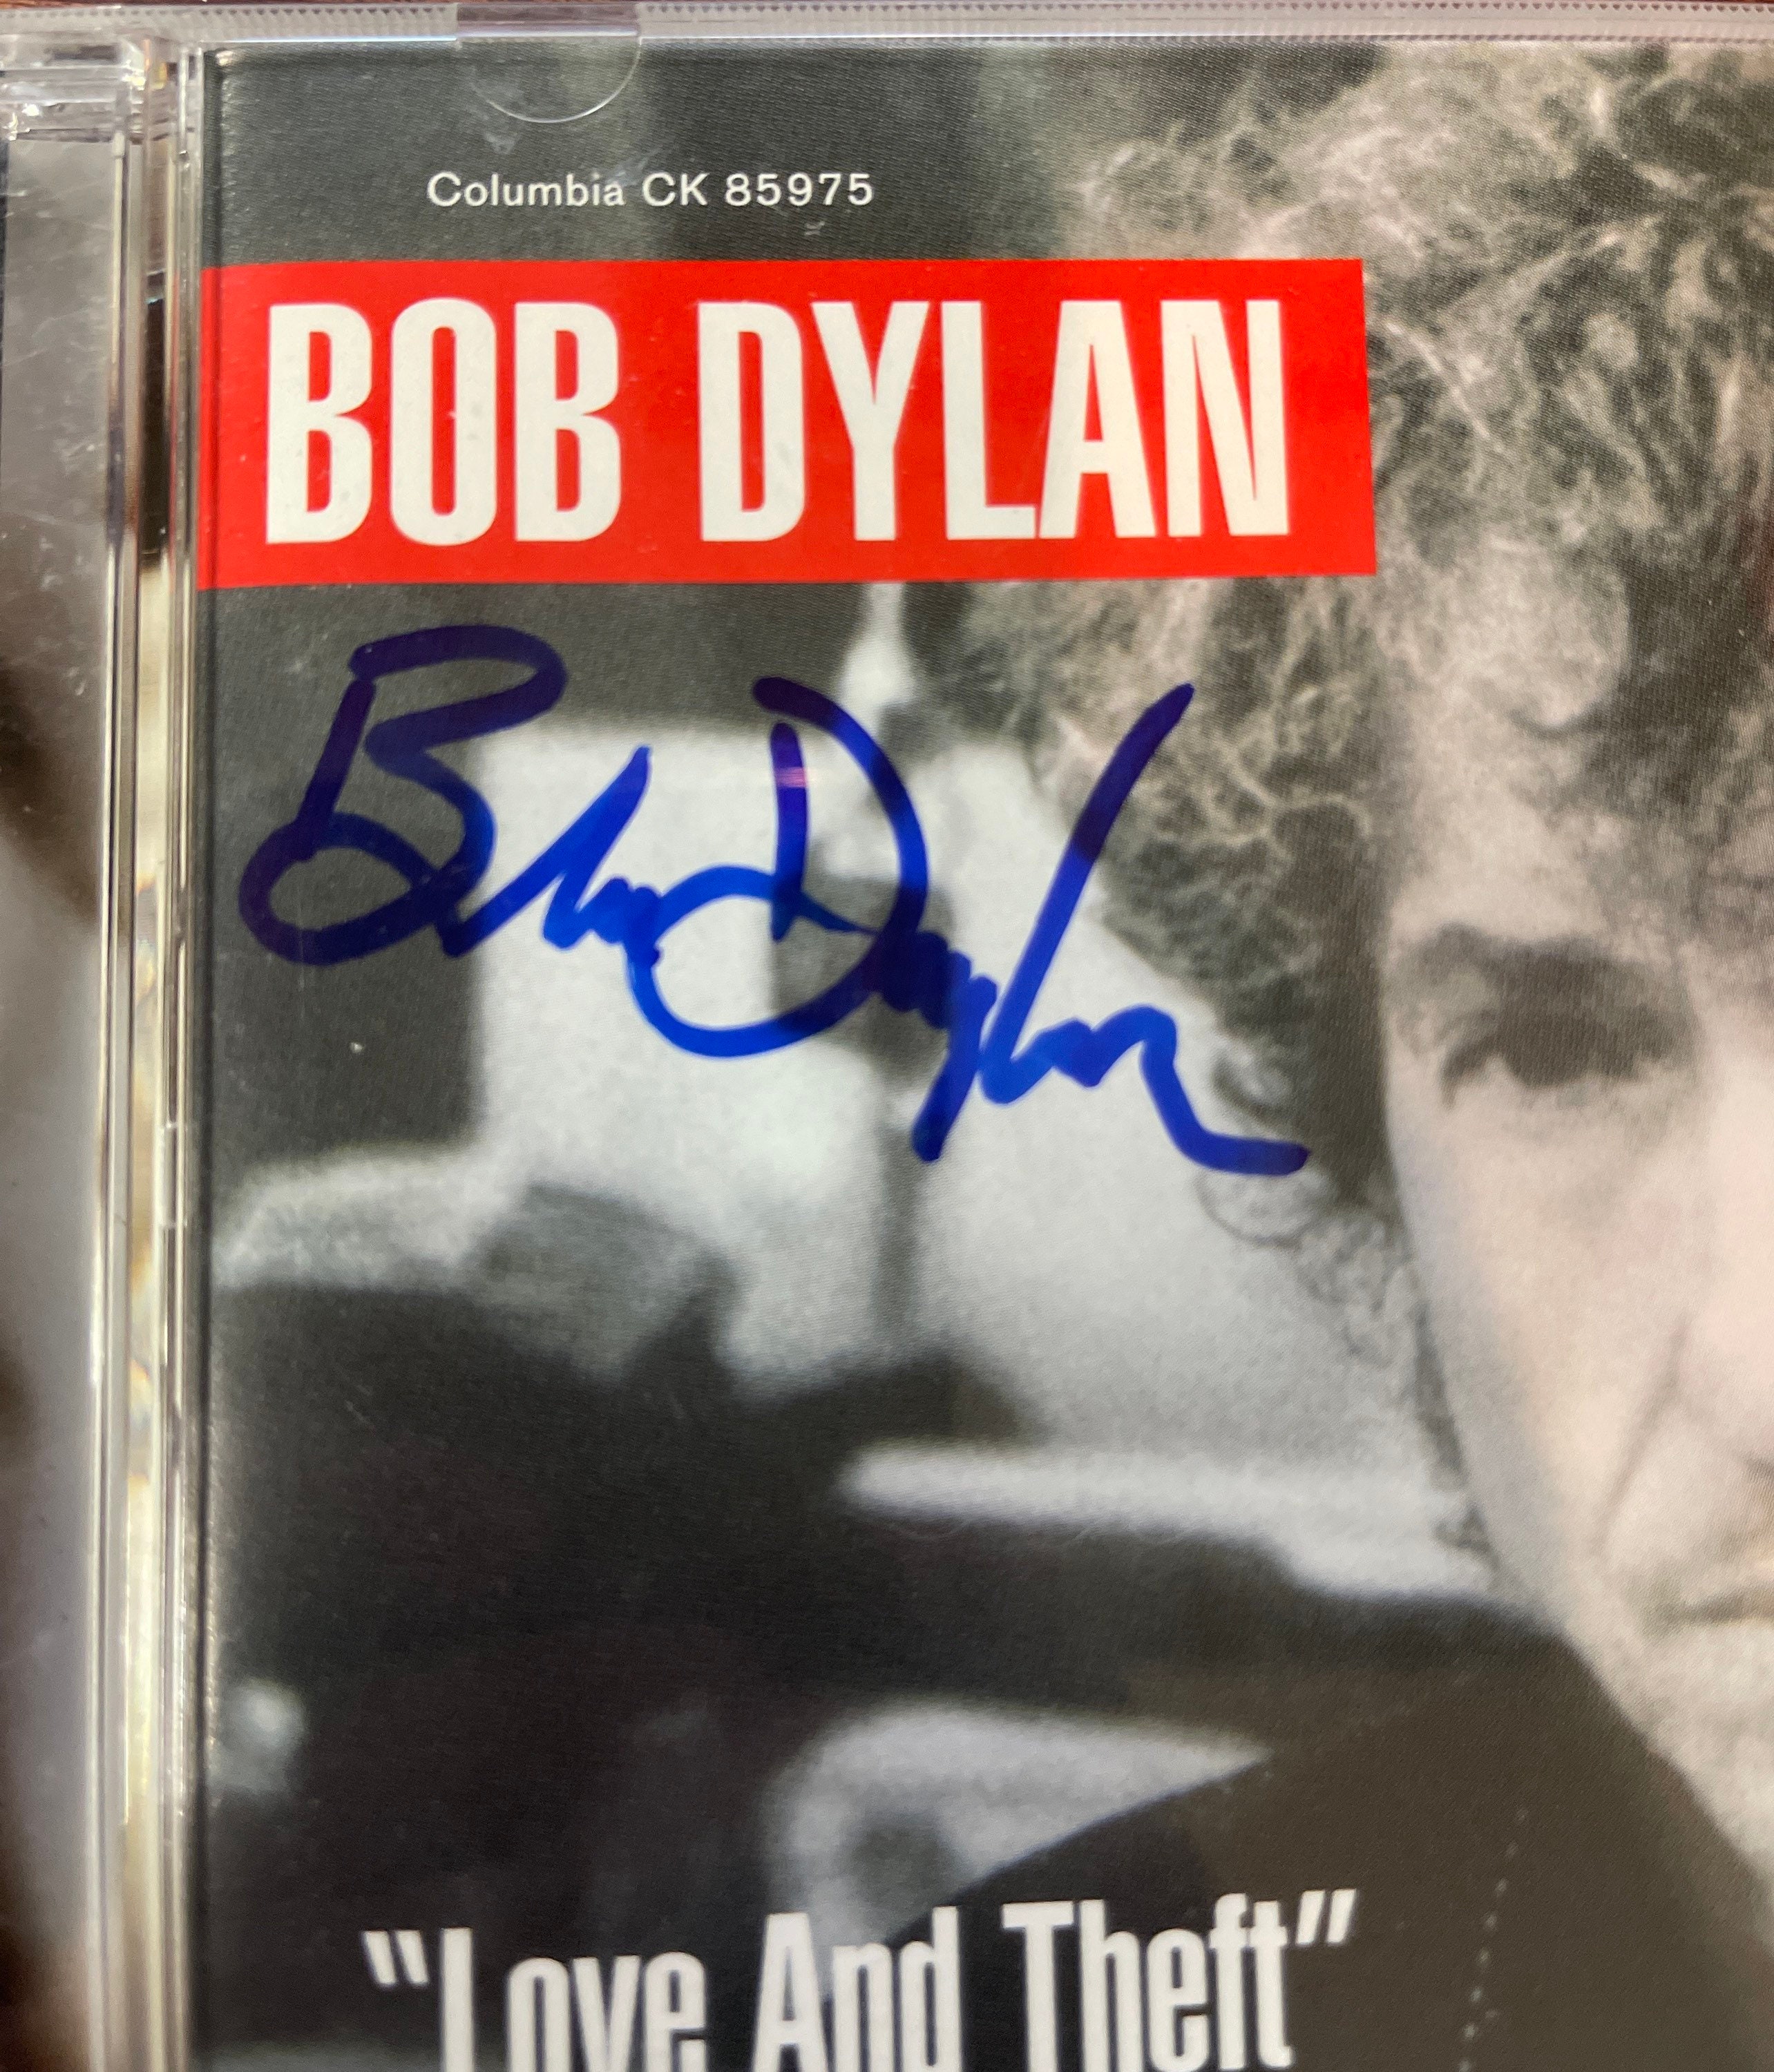 Columbia CK 85975
BOB DYLAN
Bob Dylan
"Love And Theft"